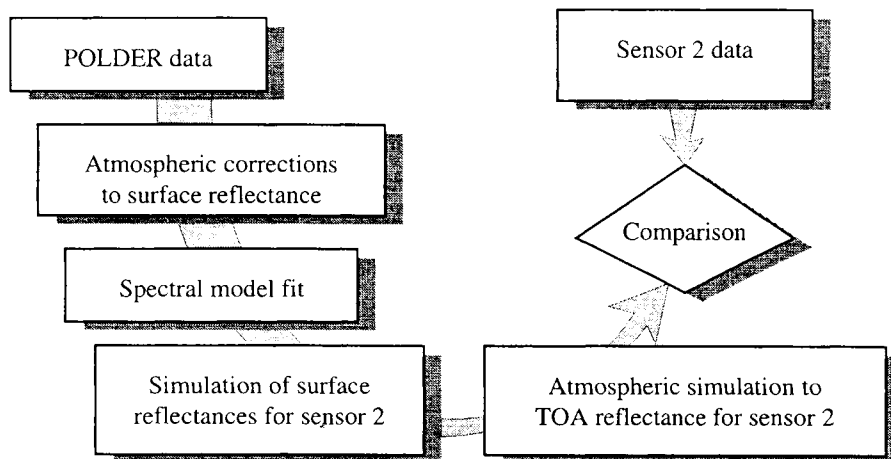 POLDER data
Sensor 2 data
Atmospheric corrections
to surface reflectance
Comparison
Spectral model fit
Simulation of surface
reflectances for sensor 2
Atmospheric simulation to
TOA reflectance for sensor 2